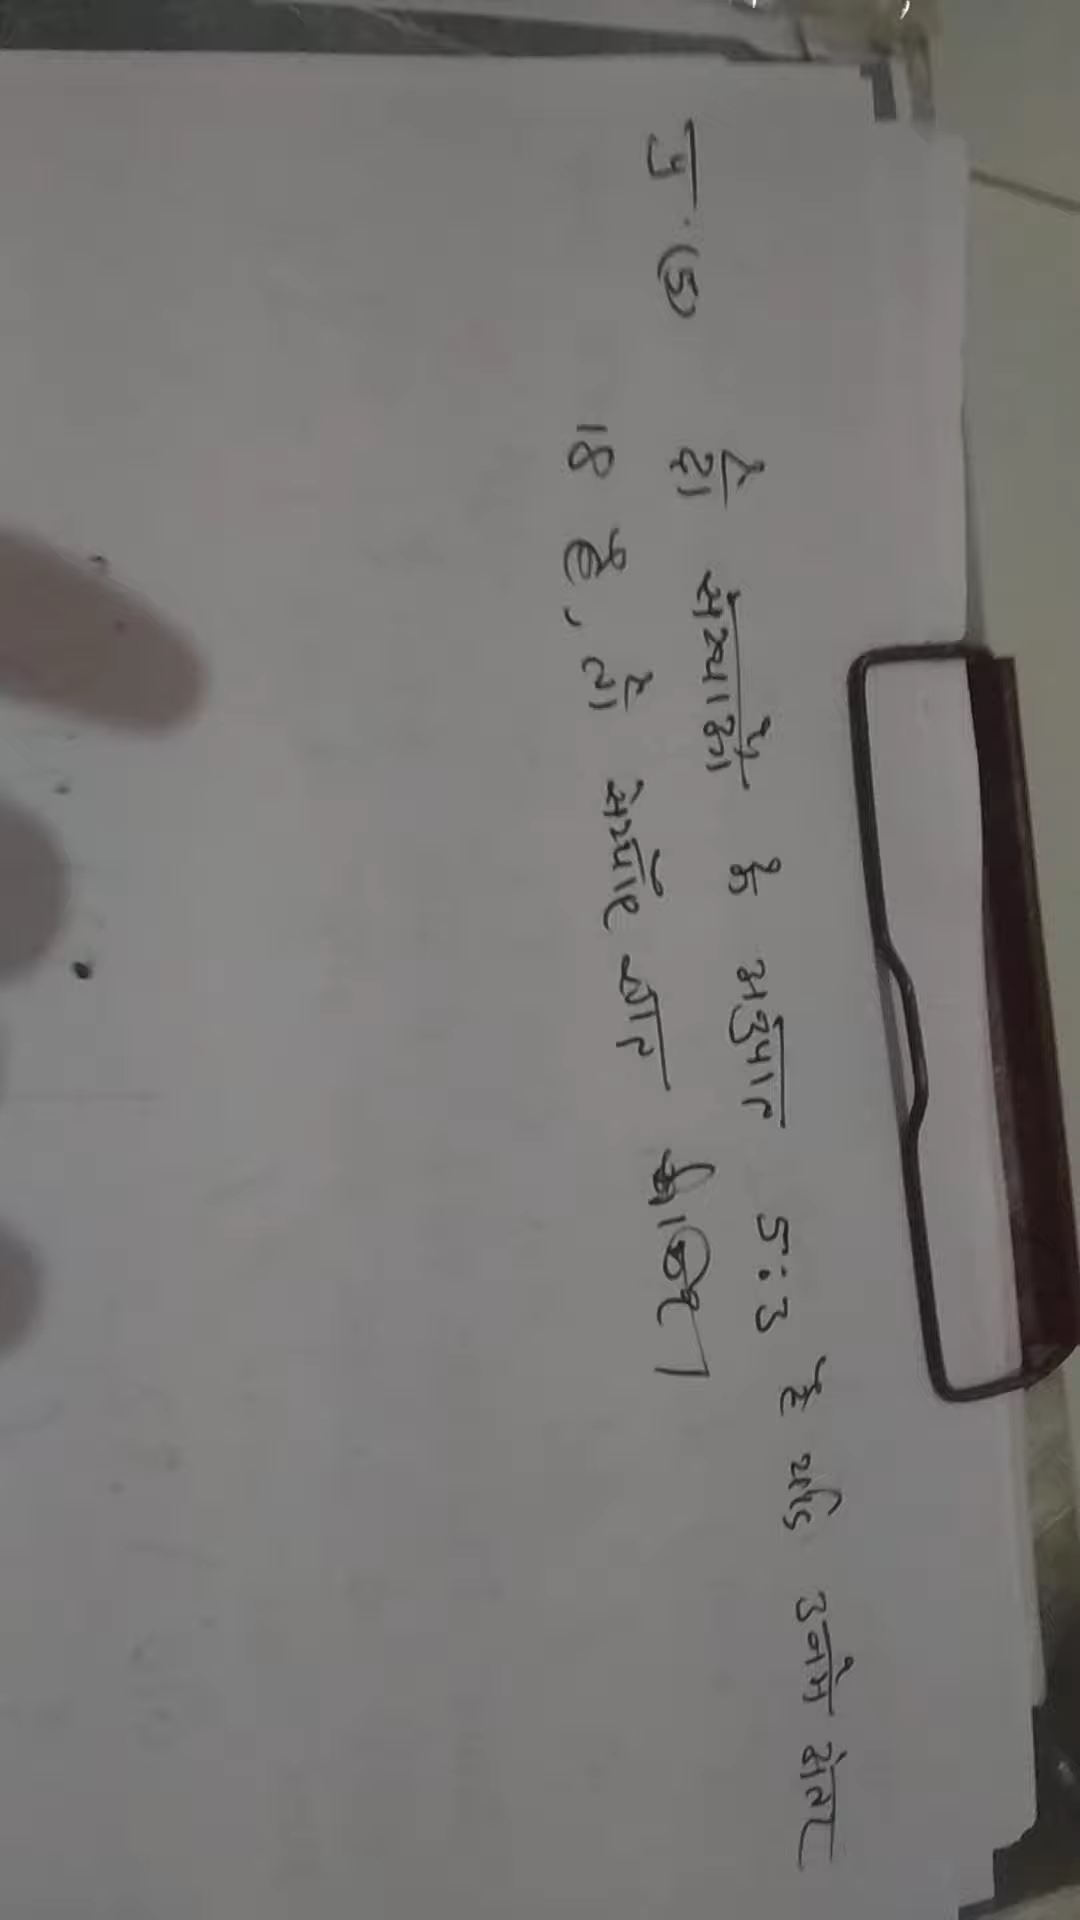 प्र. (5) दो संख्याओं के अनुपात 5:3 है यदि उनमें अंतर
18 है, तो संख्याएं ज्ञात कीजिए।